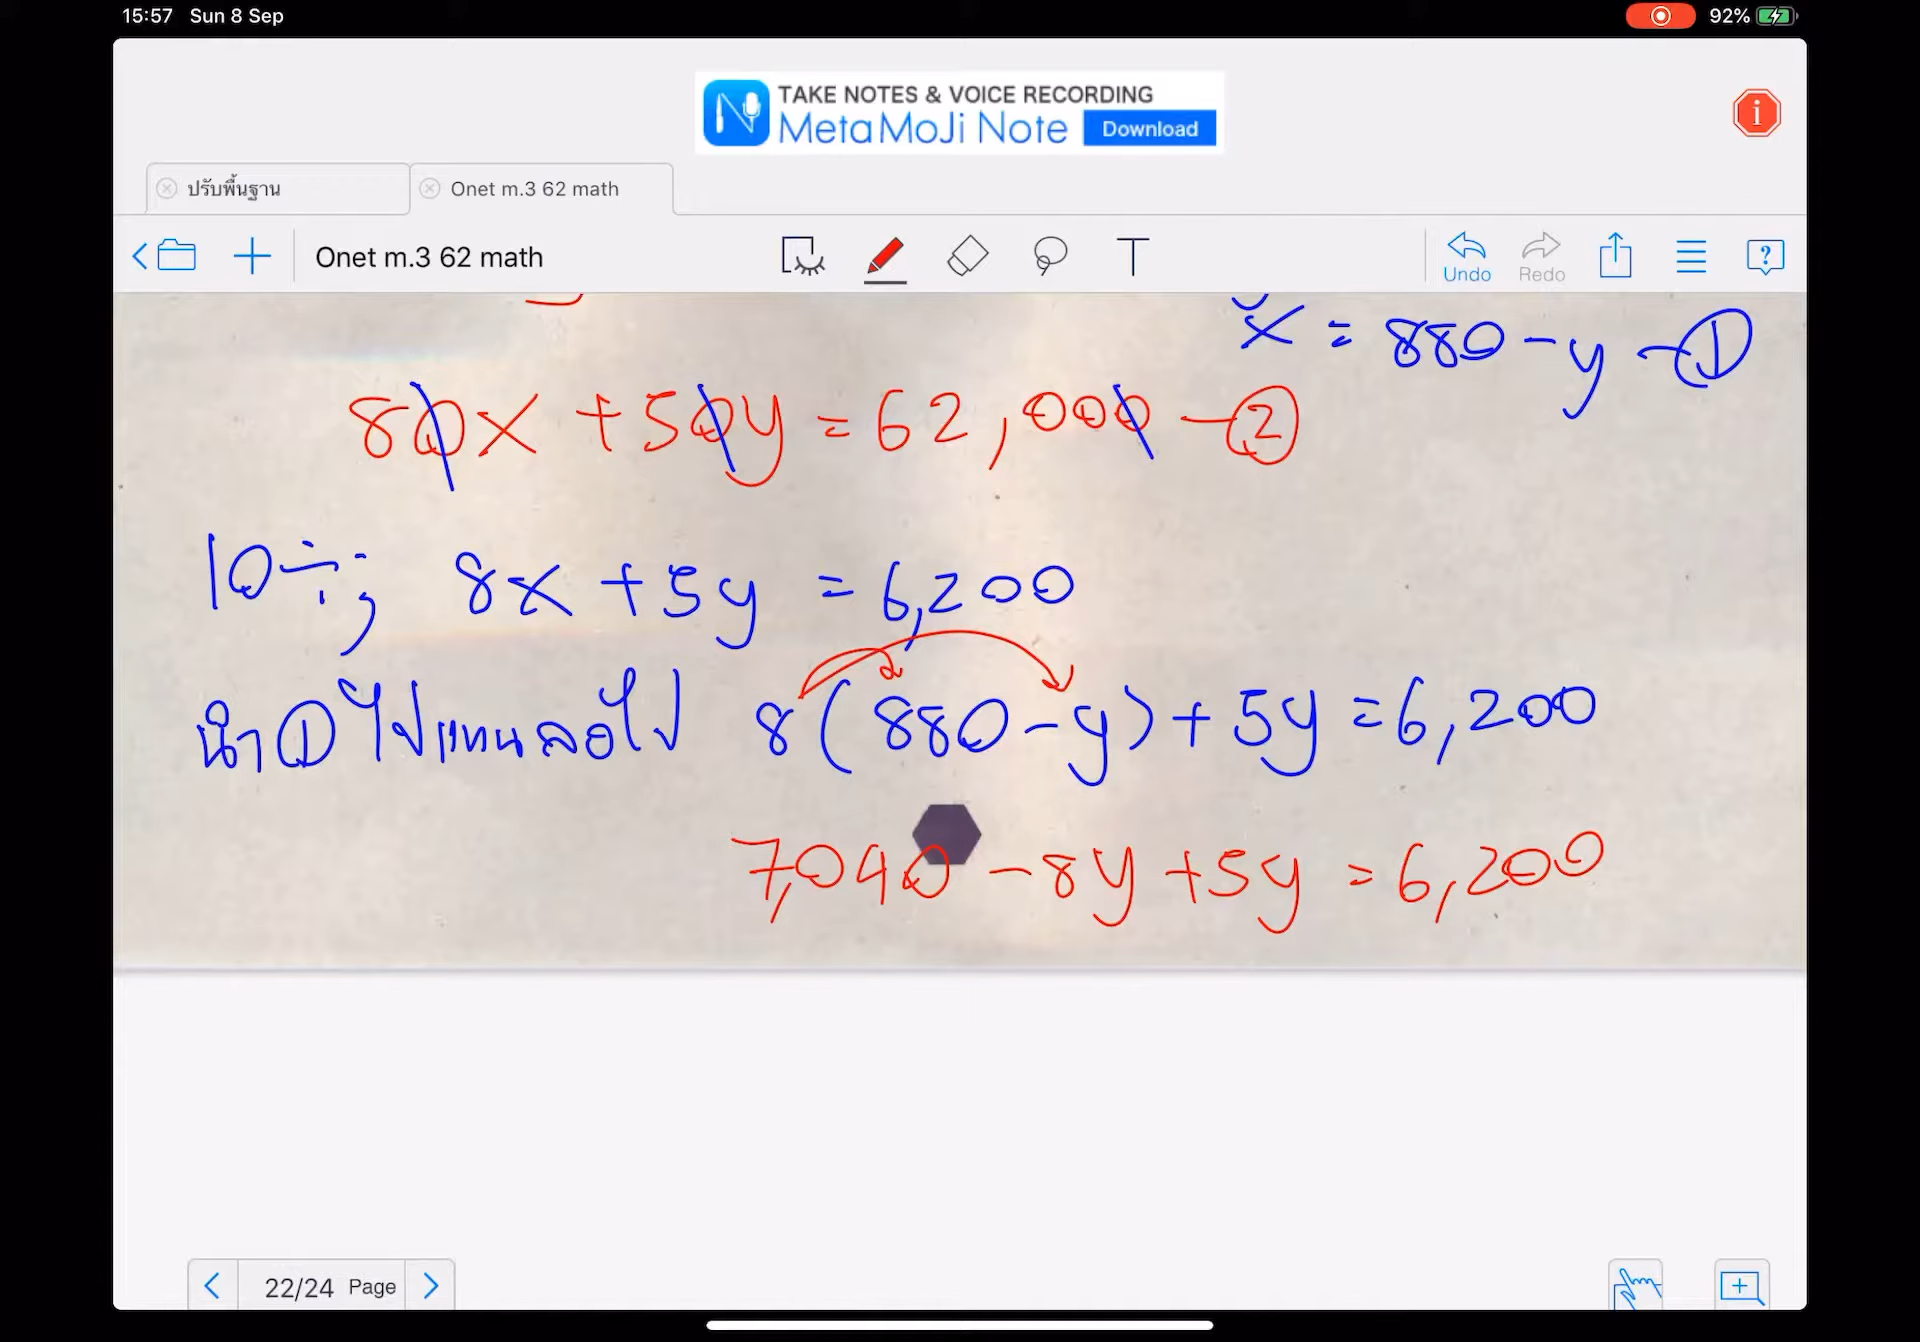 15:57 Sun 8 Sep
92%
TAKE NOTES & VOICE RECORDING
MetaMoJi Note Download
ปรับพื้นฐาน
Onet m.3 62 math
Onet m.3 62 math
T
Undo
Redo
x = 880 - y - ①
80x + 50y = 62,000 - ②
10÷; 8x + 5y = 6,200
นำ ① ไปแทนลงใน 8(880 - y) + 5y = 6,200
7,040 - 8y + 5y = 6,200
22/24 Page